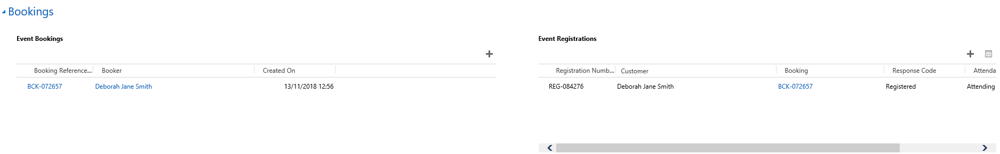 Bookings
Event Bookings
Booking Reference... Booker Created On
BCK-072657 Deborah Jane Smith 13/11/2018 12:56
Event Registrations
Registration Numb... Customer Booking Response Code Attenda
REG-084276 Deborah Jane Smith BCK-072657 Registered Attending